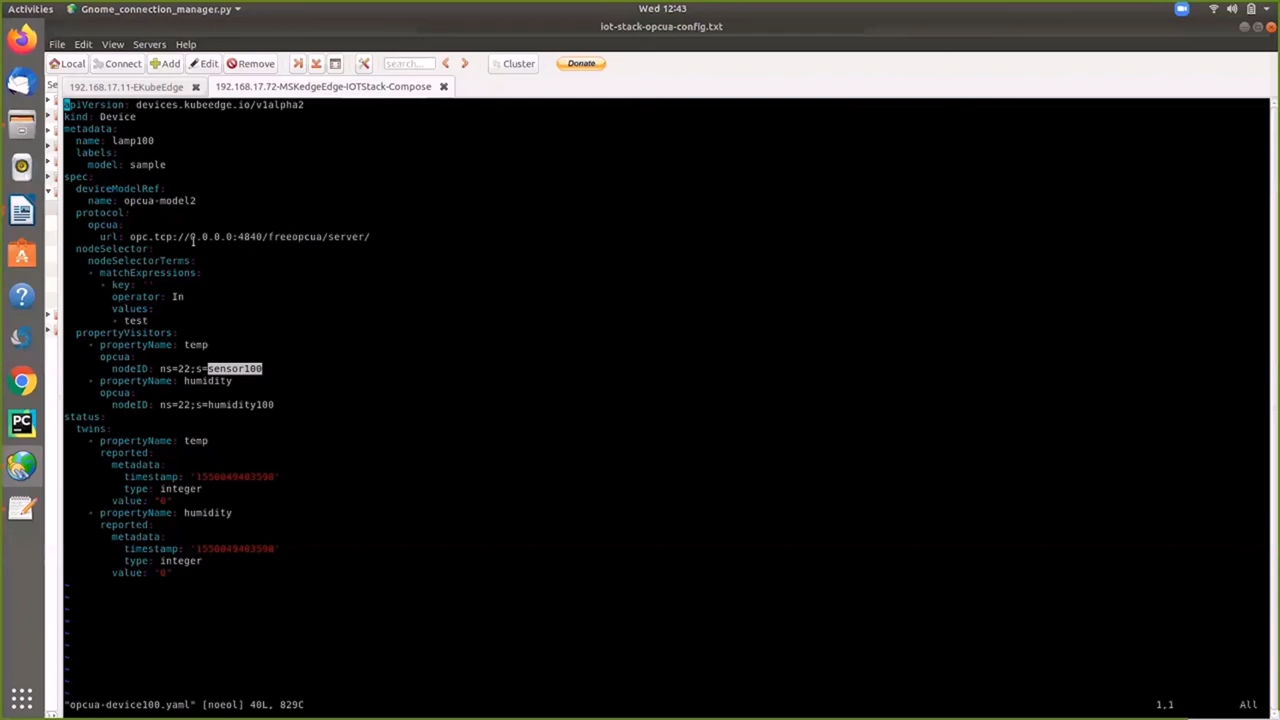 Activities
Gnome_connection_manager.py
Wed 12:43
iot-stack-opcua-config.txt
File Edit View Servers Help
Local Connect Add Edit Remove search... Cluster Donate
Se 192.168.17.11-EKubeEdge 192.168.17.72-MSKedgeEdge-IOTStack-Compose
apiVersion: devices.kubeedge.io/v1alpha2
kind: Device
metadata:
name: lamp100
labels:
model: sample
spec:
deviceModelRef:
name: opcua-model2
protocol:
opcua:
url: opc.tcp://0.0.0.0:4840/freeopcua/server/
nodeSelector:
nodeSelectorTerms:
- matchExpressions:
- key: ''
operator: In
values:
- test
propertyVisitors:
- propertyName: temp
opcua:
nodeID: ns=22;s=sensor100
- propertyName: humidity
opcua:
nodeID: ns=22;s=humidity100
status:
twins:
- propertyName: temp
reported:
metadata:
timestamp: '1550049403598'
type: integer
value: "0"
- propertyName: humidity
reported:
metadata:
timestamp: '1550049403598'
type: integer
value: '0'
~
~
~
~
~
~
~
~
~
~
"opcua-device100.yaml" [noeol] 40L, 829C 1,1 All